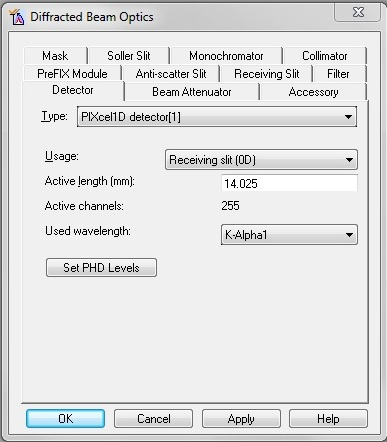 Diffracted Beam Optics
Mask Soller Slit Monochromator Collimator
PreFIX Module Anti-scatter Slit Receiving Slit Filter
Detector Beam Attenuator Accessory
Type: PIXcel1D detector[1]
Usage: Receiving slit (0D)
Active length (mm): 14.025
Active channels: 255
Used wavelength: K-Alpha1
Set PHD Levels
OK Cancel Apply Help